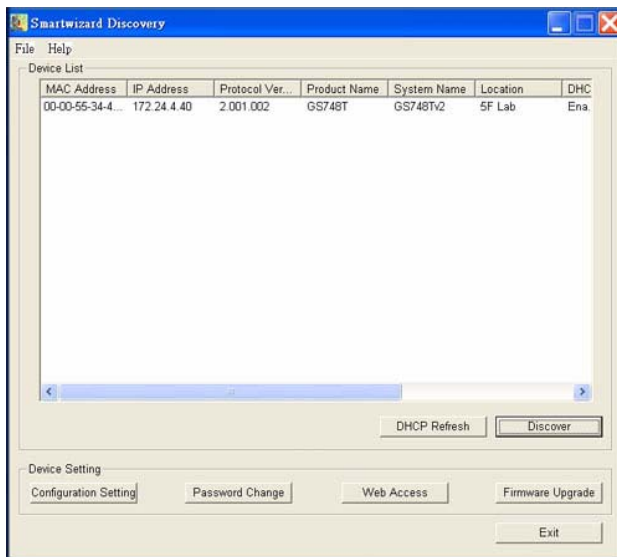 Smartwizard Discovery
File Help
Device List
MAC Address IP Address Protocol Ver... Product Name System Name Location DHC
00-00-55-34-4... 172.24.4.40 2.001.002 GS748T GS748Tv2 5F Lab Ena.
DHCP Refresh Discover
Device Setting
Configuration Setting Password Change Web Access Firmware Upgrade
Exit